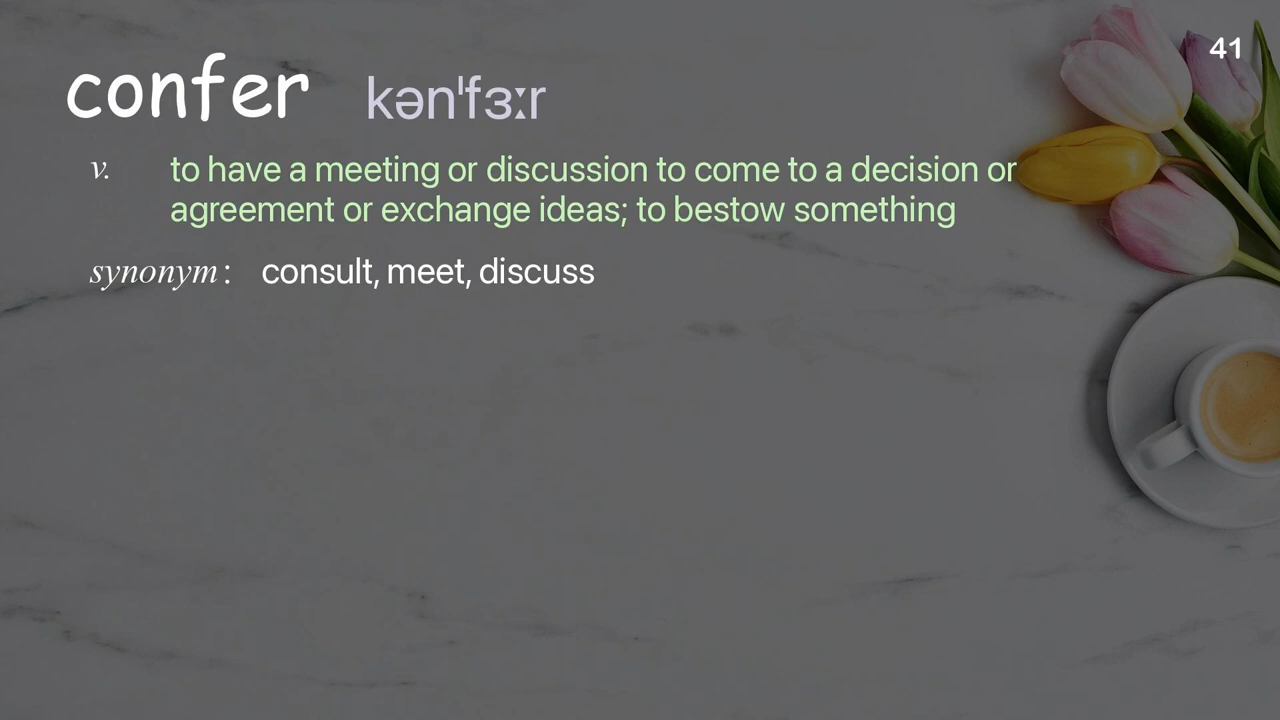 41
confer kənˈfɜːr
v. to have a meeting or discussion to come to a decision or
agreement or exchange ideas; to bestow something
synonym : consult, meet, discuss